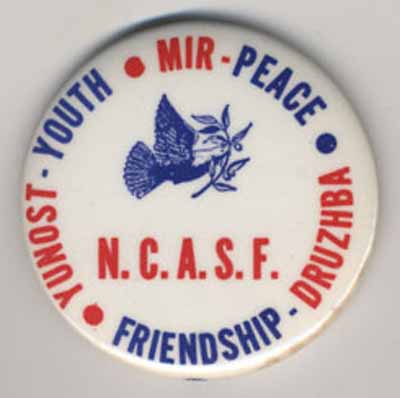 YUNOST - YOUTH • MIR - PEACE • FRIENDSHIP - DRUZHBA •
N.C.A.S.F.